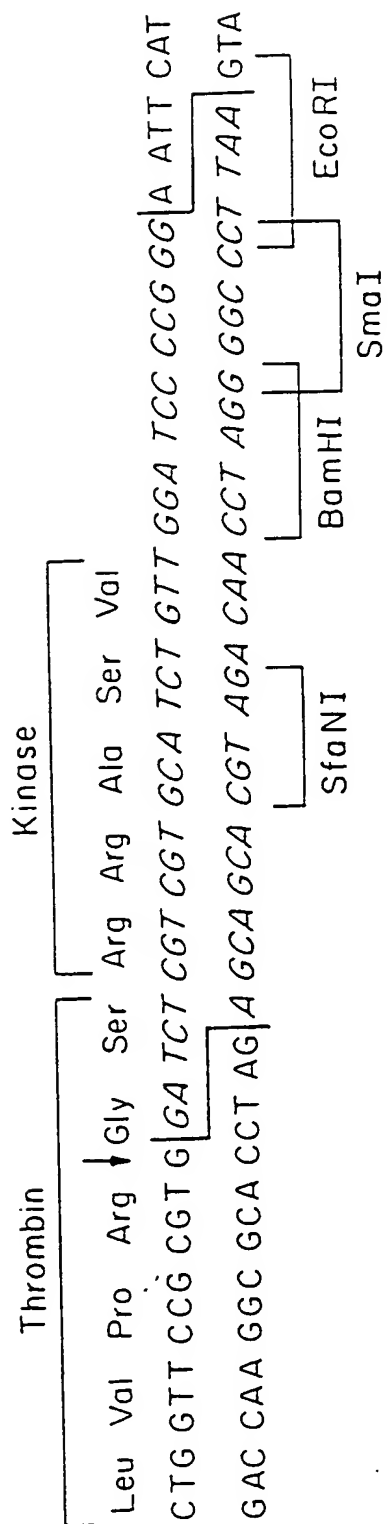 Thrombin Kinase
Leu Val Pro Arg Gly Ser Arg Arg Ala Ser Val
CTG GTT CCG CGT G GA TCT CGT CGT GCA TCT GTT GGA TCC CCG GG A ATT CAT
GAC CAA GGC GCA CCT AG A GCA GCA CGT AGA CAA CCT AGG GGC CCT TAA GTA
SfaNI BamHI EcoRI
SmaI